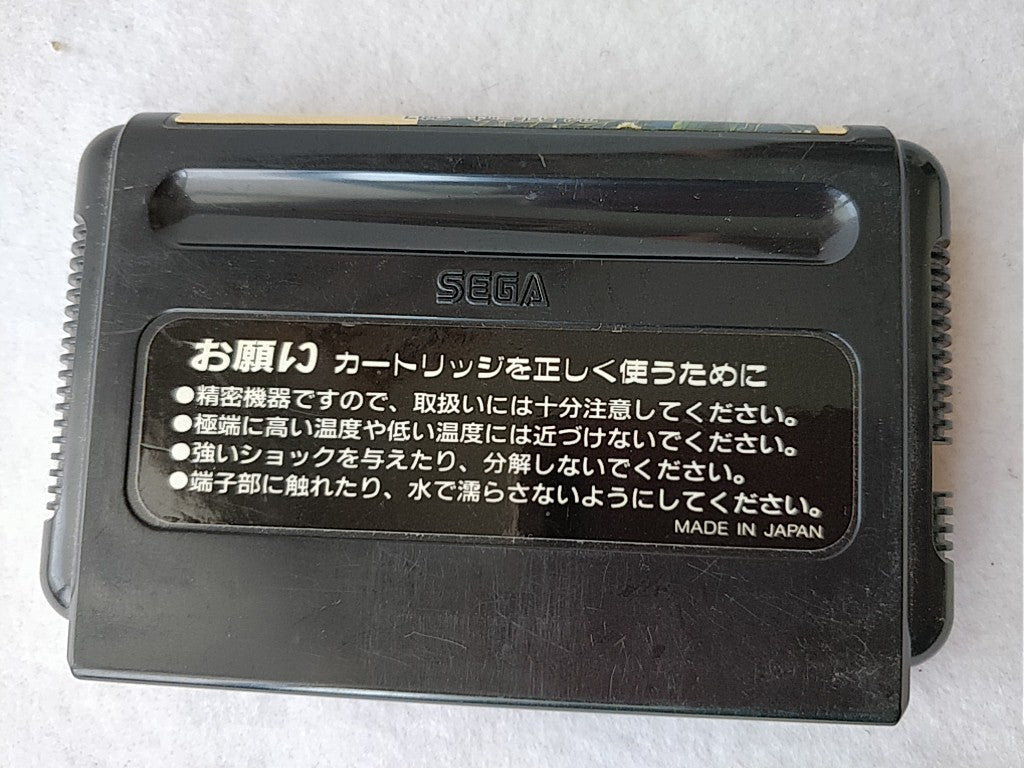 SEGA
お願い カートリッジを正しく使うために
●精密機器ですので、取扱いには十分注意してください。
●極端に高い温度や低い温度には近づけないでください。
●強いショックを与えたり、分解しないでください。
●端子部に触れたり、水で濡らさないようにしてください。
MADE IN JAPAN